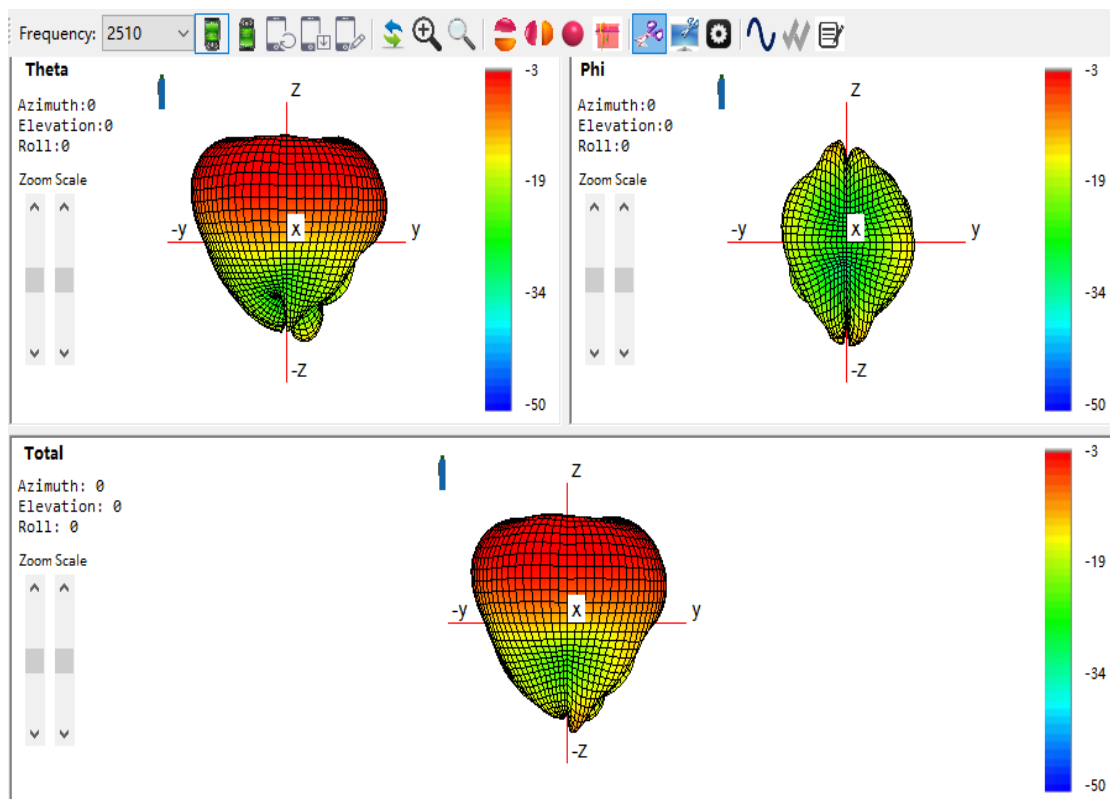 Frequency: 2510
Theta
Azimuth:0
Elevation:0
Roll:0
Zoom Scale
Z
-y
X
y
-Z
-3
-19
-34
-50
Phi
Azimuth:0
Elevation:0
Roll:0
Zoom Scale
Z
-y
X
y
-Z
-3
-19
-34
-50
Total
Azimuth: 0
Elevation: 0
Roll: 0
Zoom Scale
Z
-y
X
y
-Z
-3
-19
-34
-50